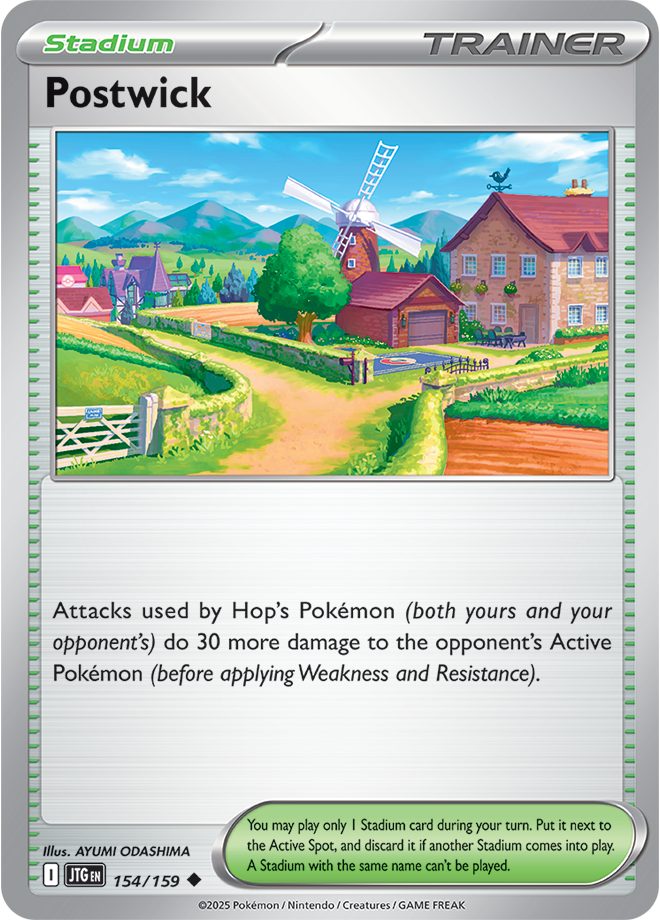 Stadium
TRAINER
Postwick
Attacks used by Hop's Pokémon (both yours and your
opponent's) do 30 more damage to the opponent's Active
Pokémon (before applying Weakness and Resistance).
You may play only 1 Stadium card during your turn. Put it next to
the Active Spot, and discard it if another Stadium comes into play.
A Stadium with the same name can't be played.
Illus. AYUMI ODASHIMA
I JTG EN 154/159
©2025 Pokémon / Nintendo / Creatures / GAME FREAK